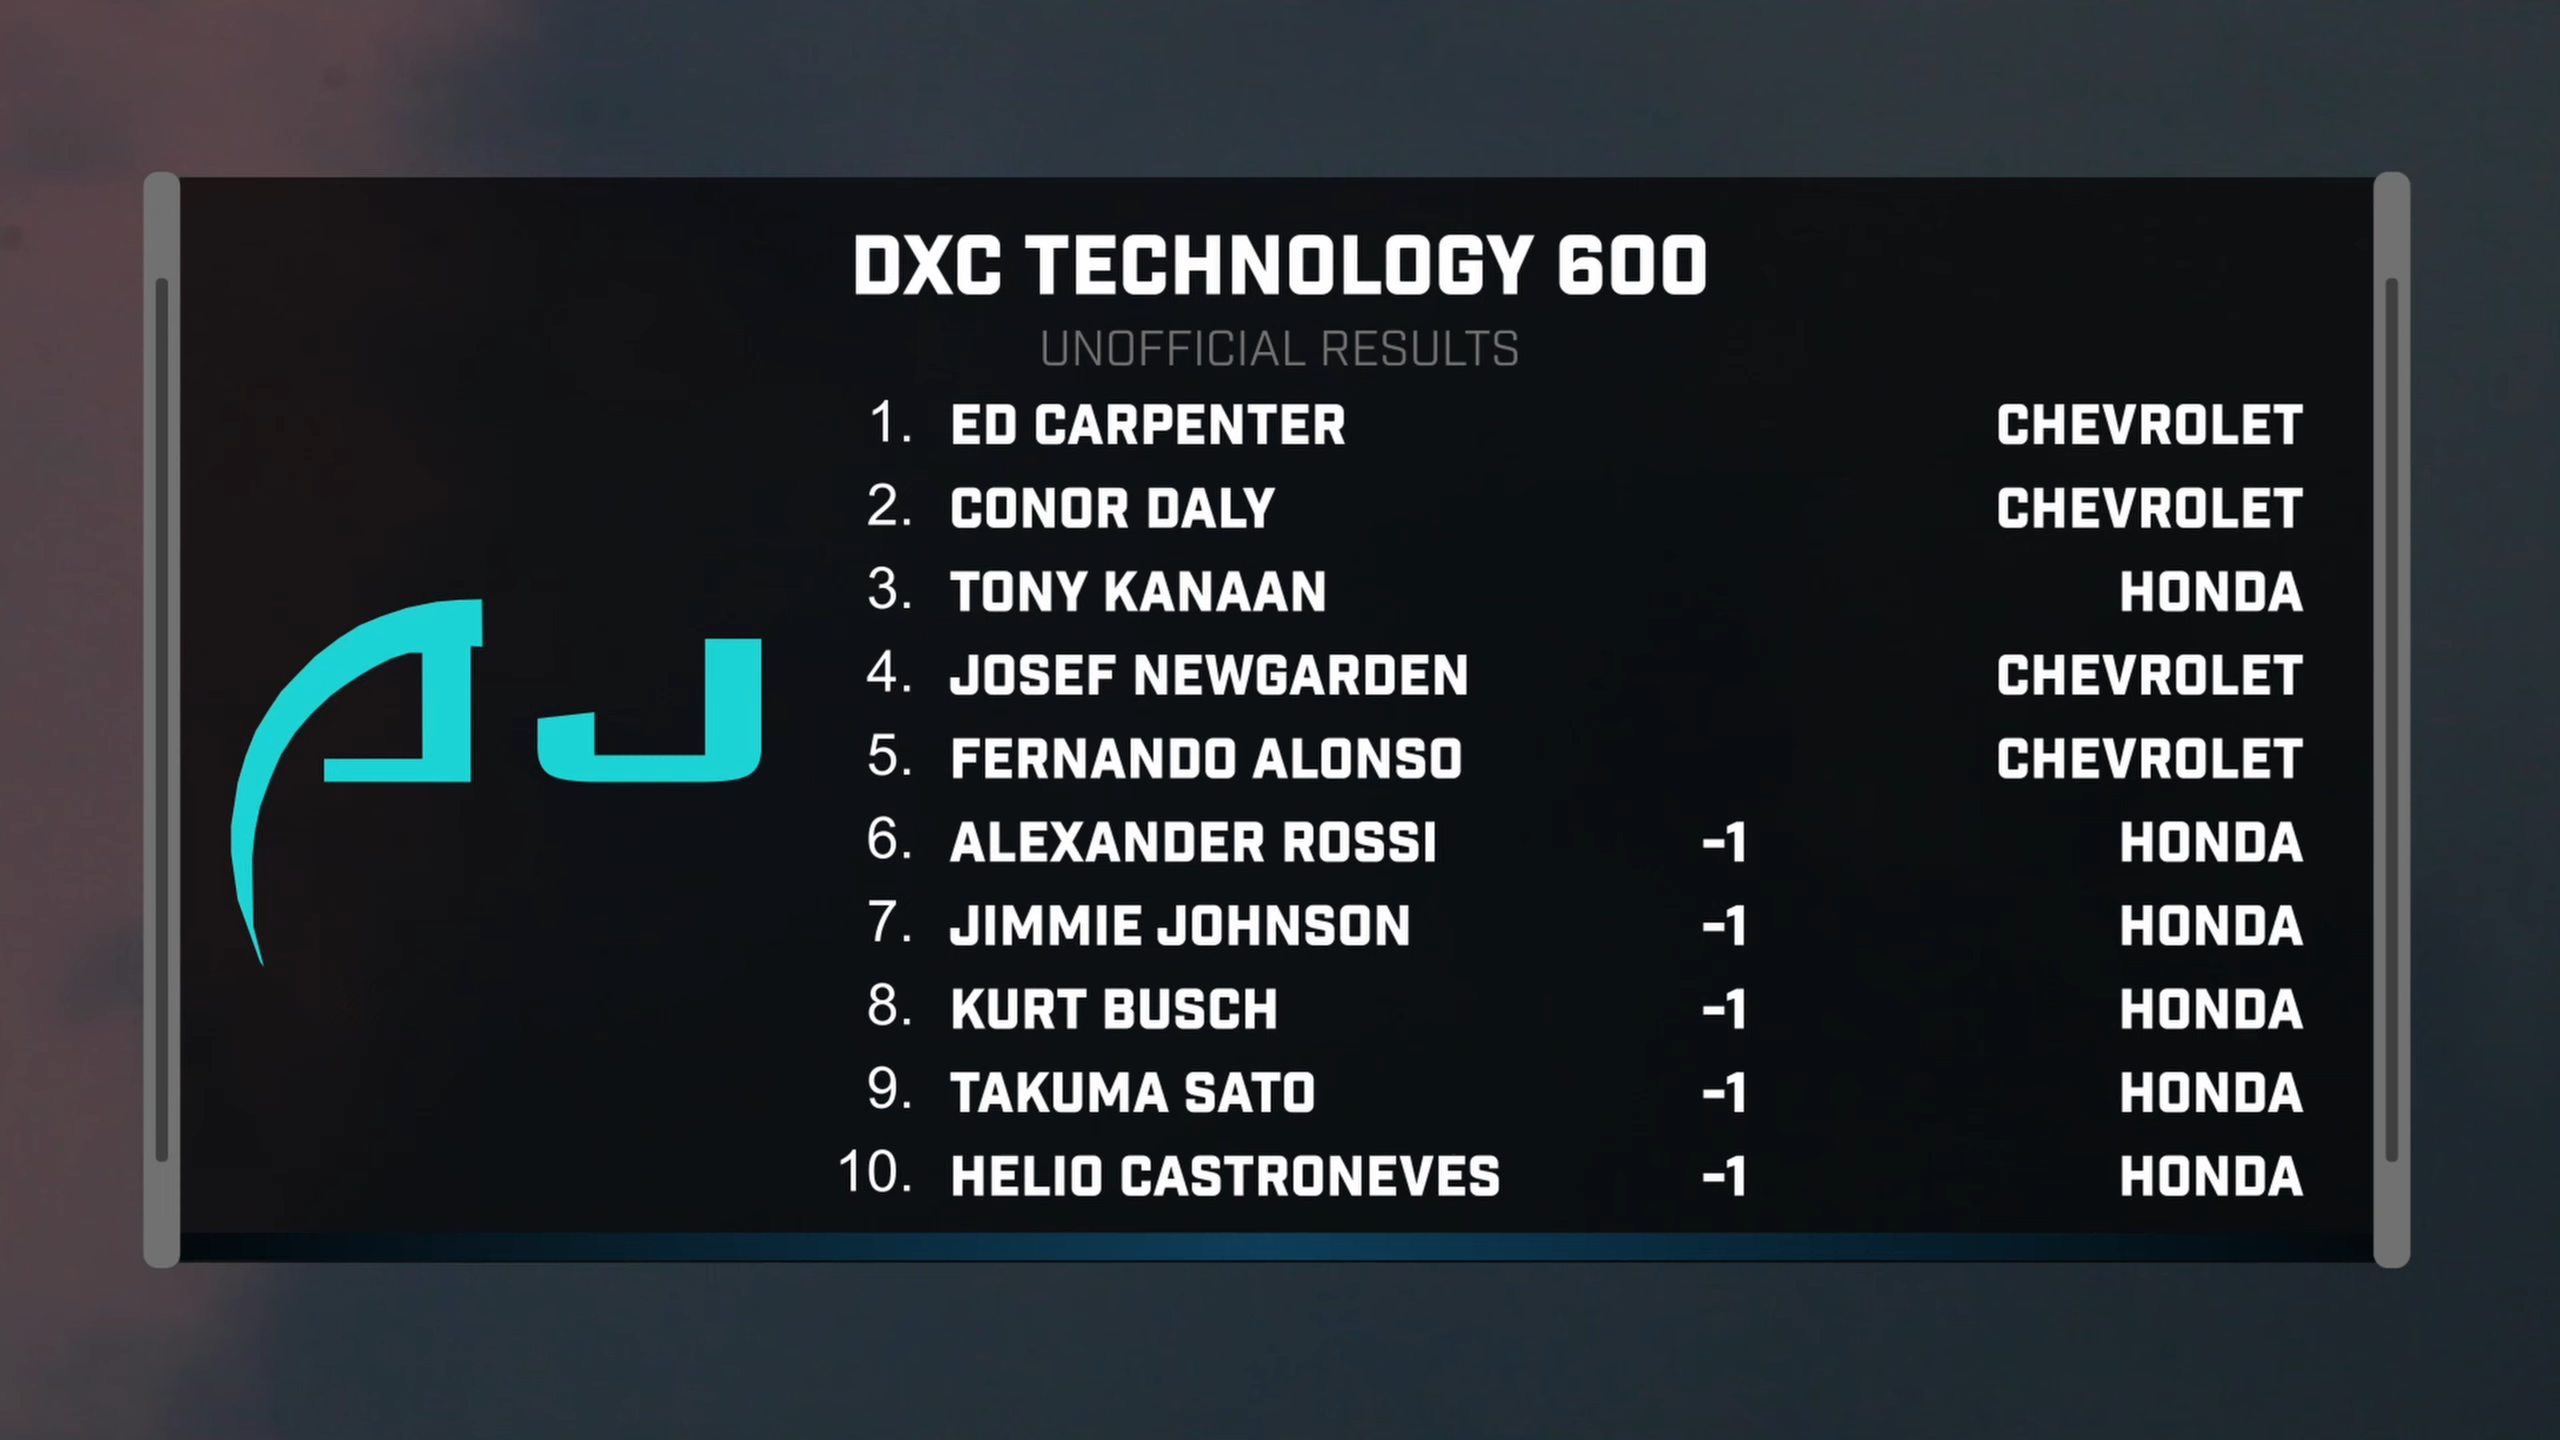 DXC TECHNOLOGY 600
UNOFFICIAL RESULTS
1. ED CARPENTER CHEVROLET
2. CONOR DALY CHEVROLET
3. TONY KANAAN HONDA
4. JOSEF NEWGARDEN CHEVROLET
5. FERNANDO ALONSO CHEVROLET
6. ALEXANDER ROSSI -1 HONDA
7. JIMMIE JOHNSON -1 HONDA
8. KURT BUSCH -1 HONDA
9. TAKUMA SATO -1 HONDA
10. HELIO CASTRONEVES -1 HONDA
AJ